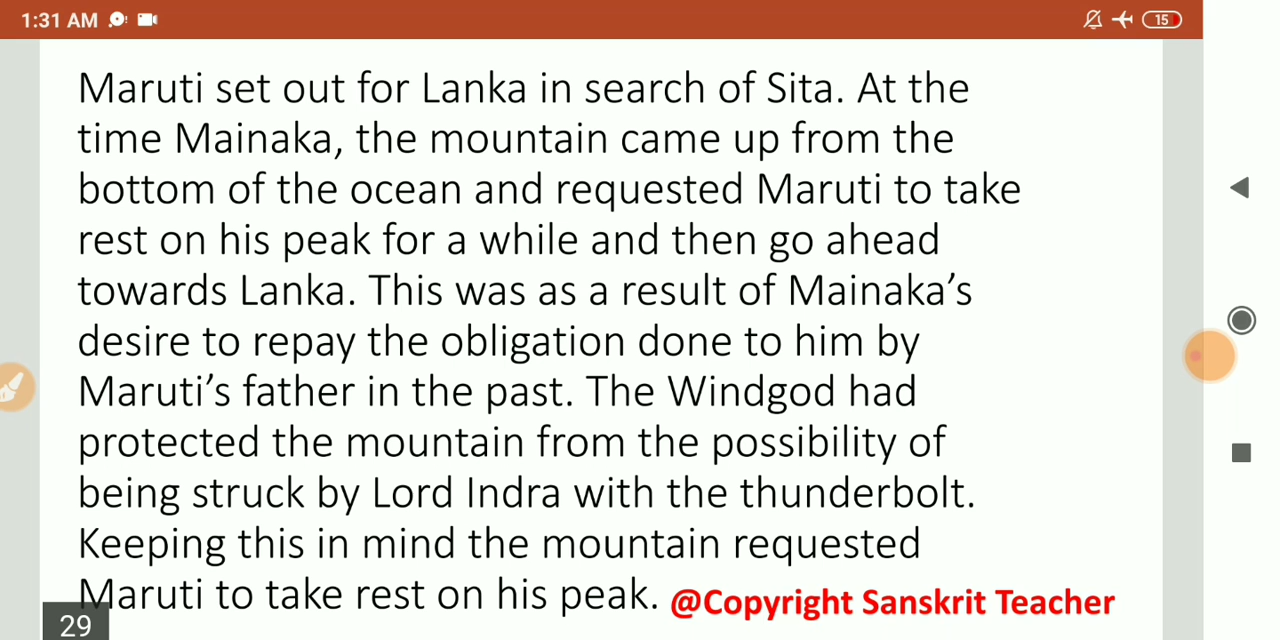 1:31 AM
15
Maruti set out for Lanka in search of Sita. At the
time Mainaka, the mountain came up from the
bottom of the ocean and requested Maruti to take
rest on his peak for a while and then go ahead
towards Lanka. This was as a result of Mainaka’s
desire to repay the obligation done to him by
Maruti’s father in the past. The Windgod had
protected the mountain from the possibility of
being struck by Lord Indra with the thunderbolt.
Keeping this in mind the mountain requested
Maruti to take rest on his peak. @Copyright Sanskrit Teacher
29